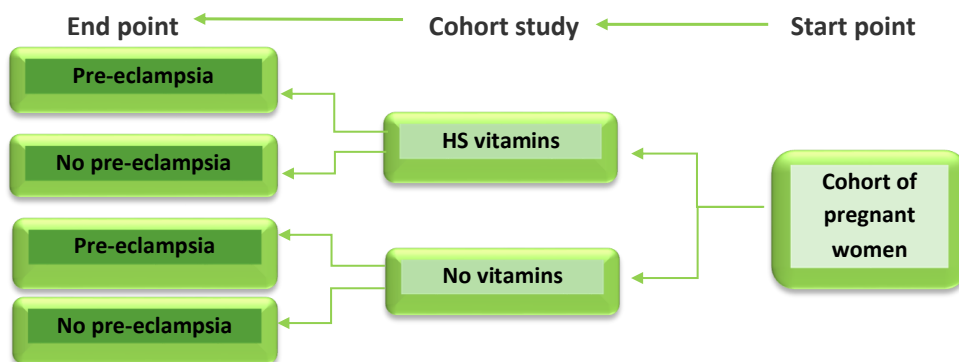 End point
Cohort study
Start point
Pre-eclampsia
No pre-eclampsia
Pre-eclampsia
No pre-eclampsia
HS vitamins
No vitamins
Cohort of
pregnant
women